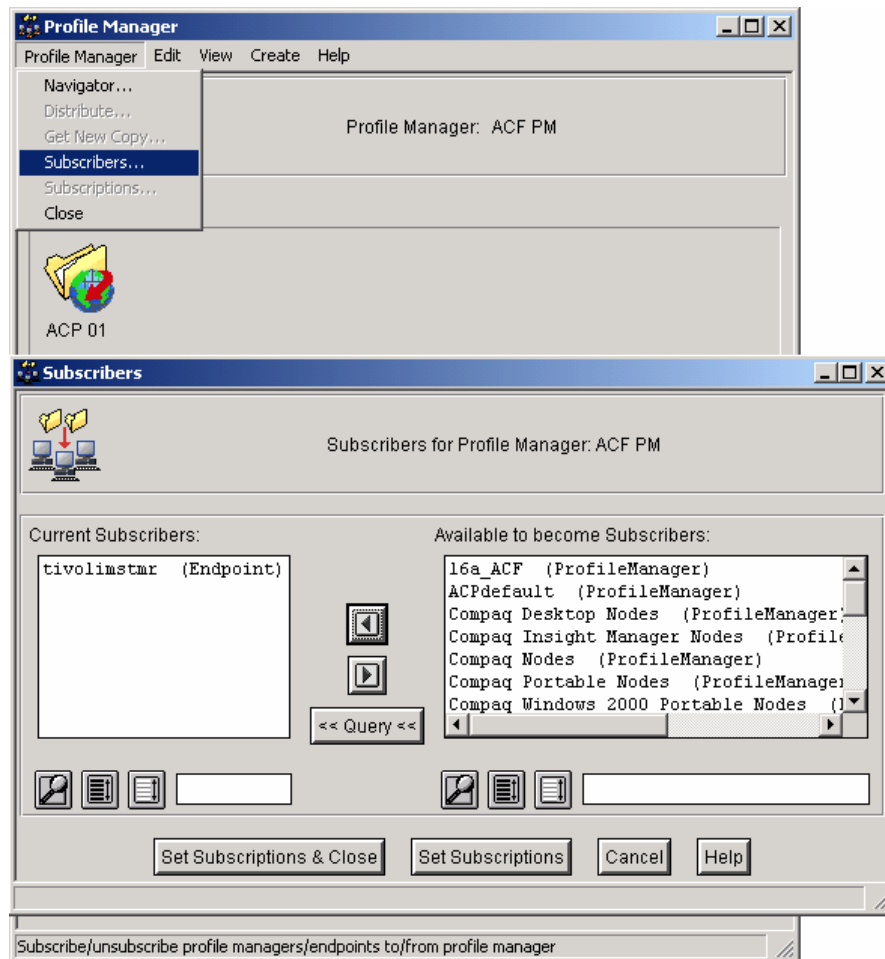 Profile Manager
Profile Manager Edit View Create Help
Navigator...
Distribute...
Get New Copy...
Subscribers...
Subscriptions...
Close
Profile Manager: ACF PM
ACP 01
Subscribers
Subscribers for Profile Manager: ACF PM
Current Subscribers:
tivolimstmr (Endpoint)
<< Query <<
Available to become Subscribers:
16a_ACF (ProfileManager)
ACPdefault (ProfileManager)
Compaq Desktop Nodes (ProfileManager
Compaq Insight Manager Nodes (Profile
Compaq Nodes (ProfileManager)
Compaq Portable Nodes (ProfileManager
Compaq Windows 2000 Portable Nodes (
Set Subscriptions & Close Set Subscriptions Cancel Help
Subscribe/unsubscribe profile managers/endpoints to/from profile manager